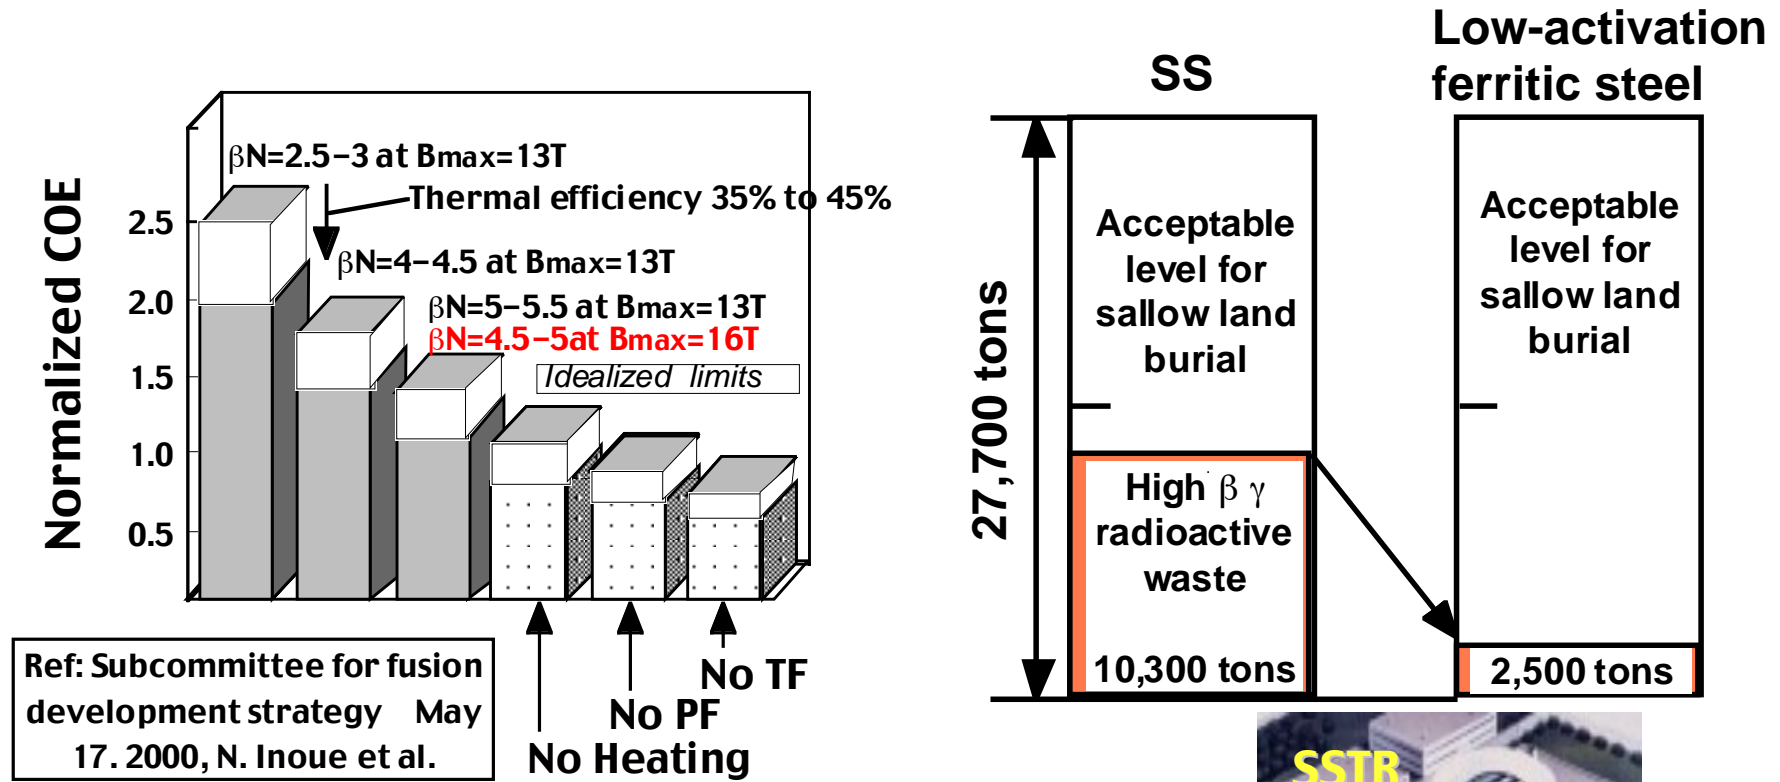 βN=2.5–3 at Bmax=13T
Thermal efficiency 35% to 45%
βN=4–4.5 at Bmax=13T
βN=5–5.5 at Bmax=13T
βN=4.5–5at Bmax=16T
Idealized limits
Normalized COE
2.5
2.0
1.5
1.0
0.5
No TF
No PF
No Heating
Ref: Subcommittee for fusion
development strategy May
17. 2000, N. Inoue et al.
SS
Low-activation
ferritic steel
27,700 tons
Acceptable
level for
sallow land
burial
High β γ
radioactive
waste
10,300 tons
Acceptable
level for
sallow land
burial
2,500 tons
SSTR